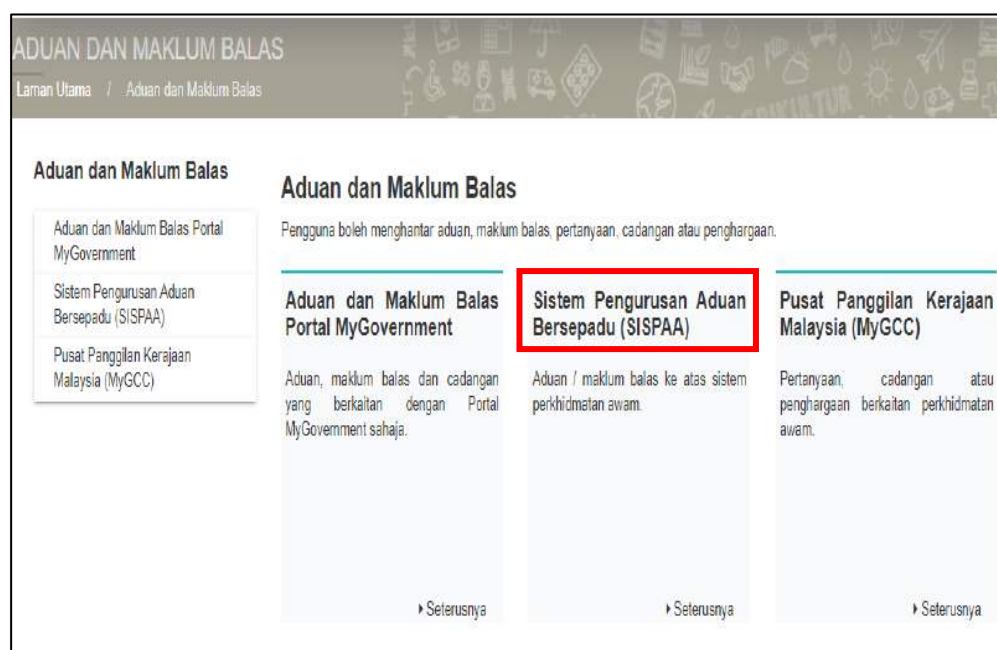 ADUAN DAN MAKLUM BALAS
Laman Utama / Aduan dan Maklum Balas
Aduan dan Maklum Balas
Aduan dan Maklum Balas Portal
MyGovernment
Sistem Pengurusan Aduan
Bersepadu (SISPAA)
Pusat Panggilan Kerajaan
Malaysia (MyGCC)
Aduan dan Maklum Balas
Pengguna boleh menghantar aduan, maklum balas, pertanyaan, cadangan atau penghargaan.
Aduan dan Maklum Balas
Portal MyGovernment
Aduan, maklum balas dan cadangan
yang berkaitan dengan Portal
MyGovernment sahaja.
Seterusnya
Sistem Pengurusan Aduan
Bersepadu (SISPAA)
Aduan / maklum balas ke atas sistem
perkhidmatan awam.
Seterusnya
Pusat Panggilan Kerajaan
Malaysia (MyGCC)
Pertanyaan, cadangan atau
penghargaan berkaitan perkhidmatan
awam.
Seterusnya